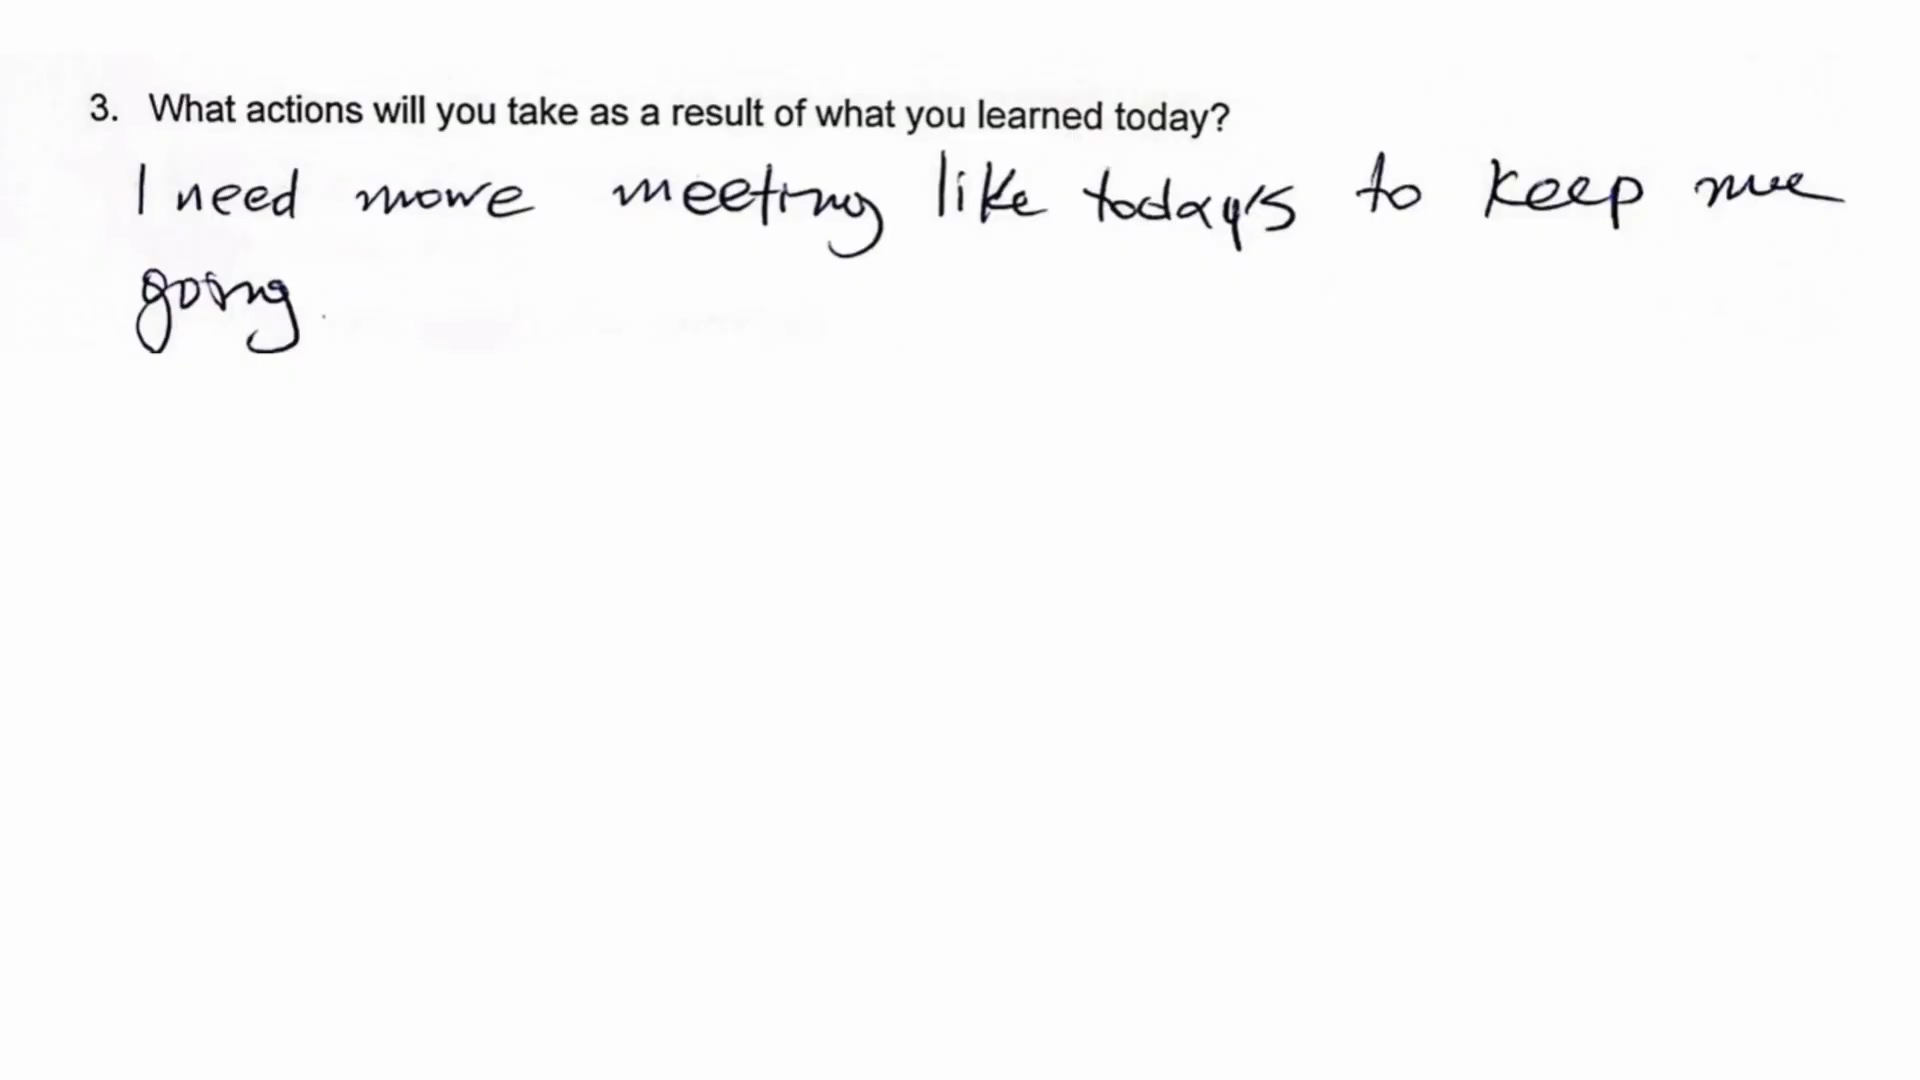 3. What actions will you take as a result of what you learned today?
I need more meeting like today's to keep me
going.